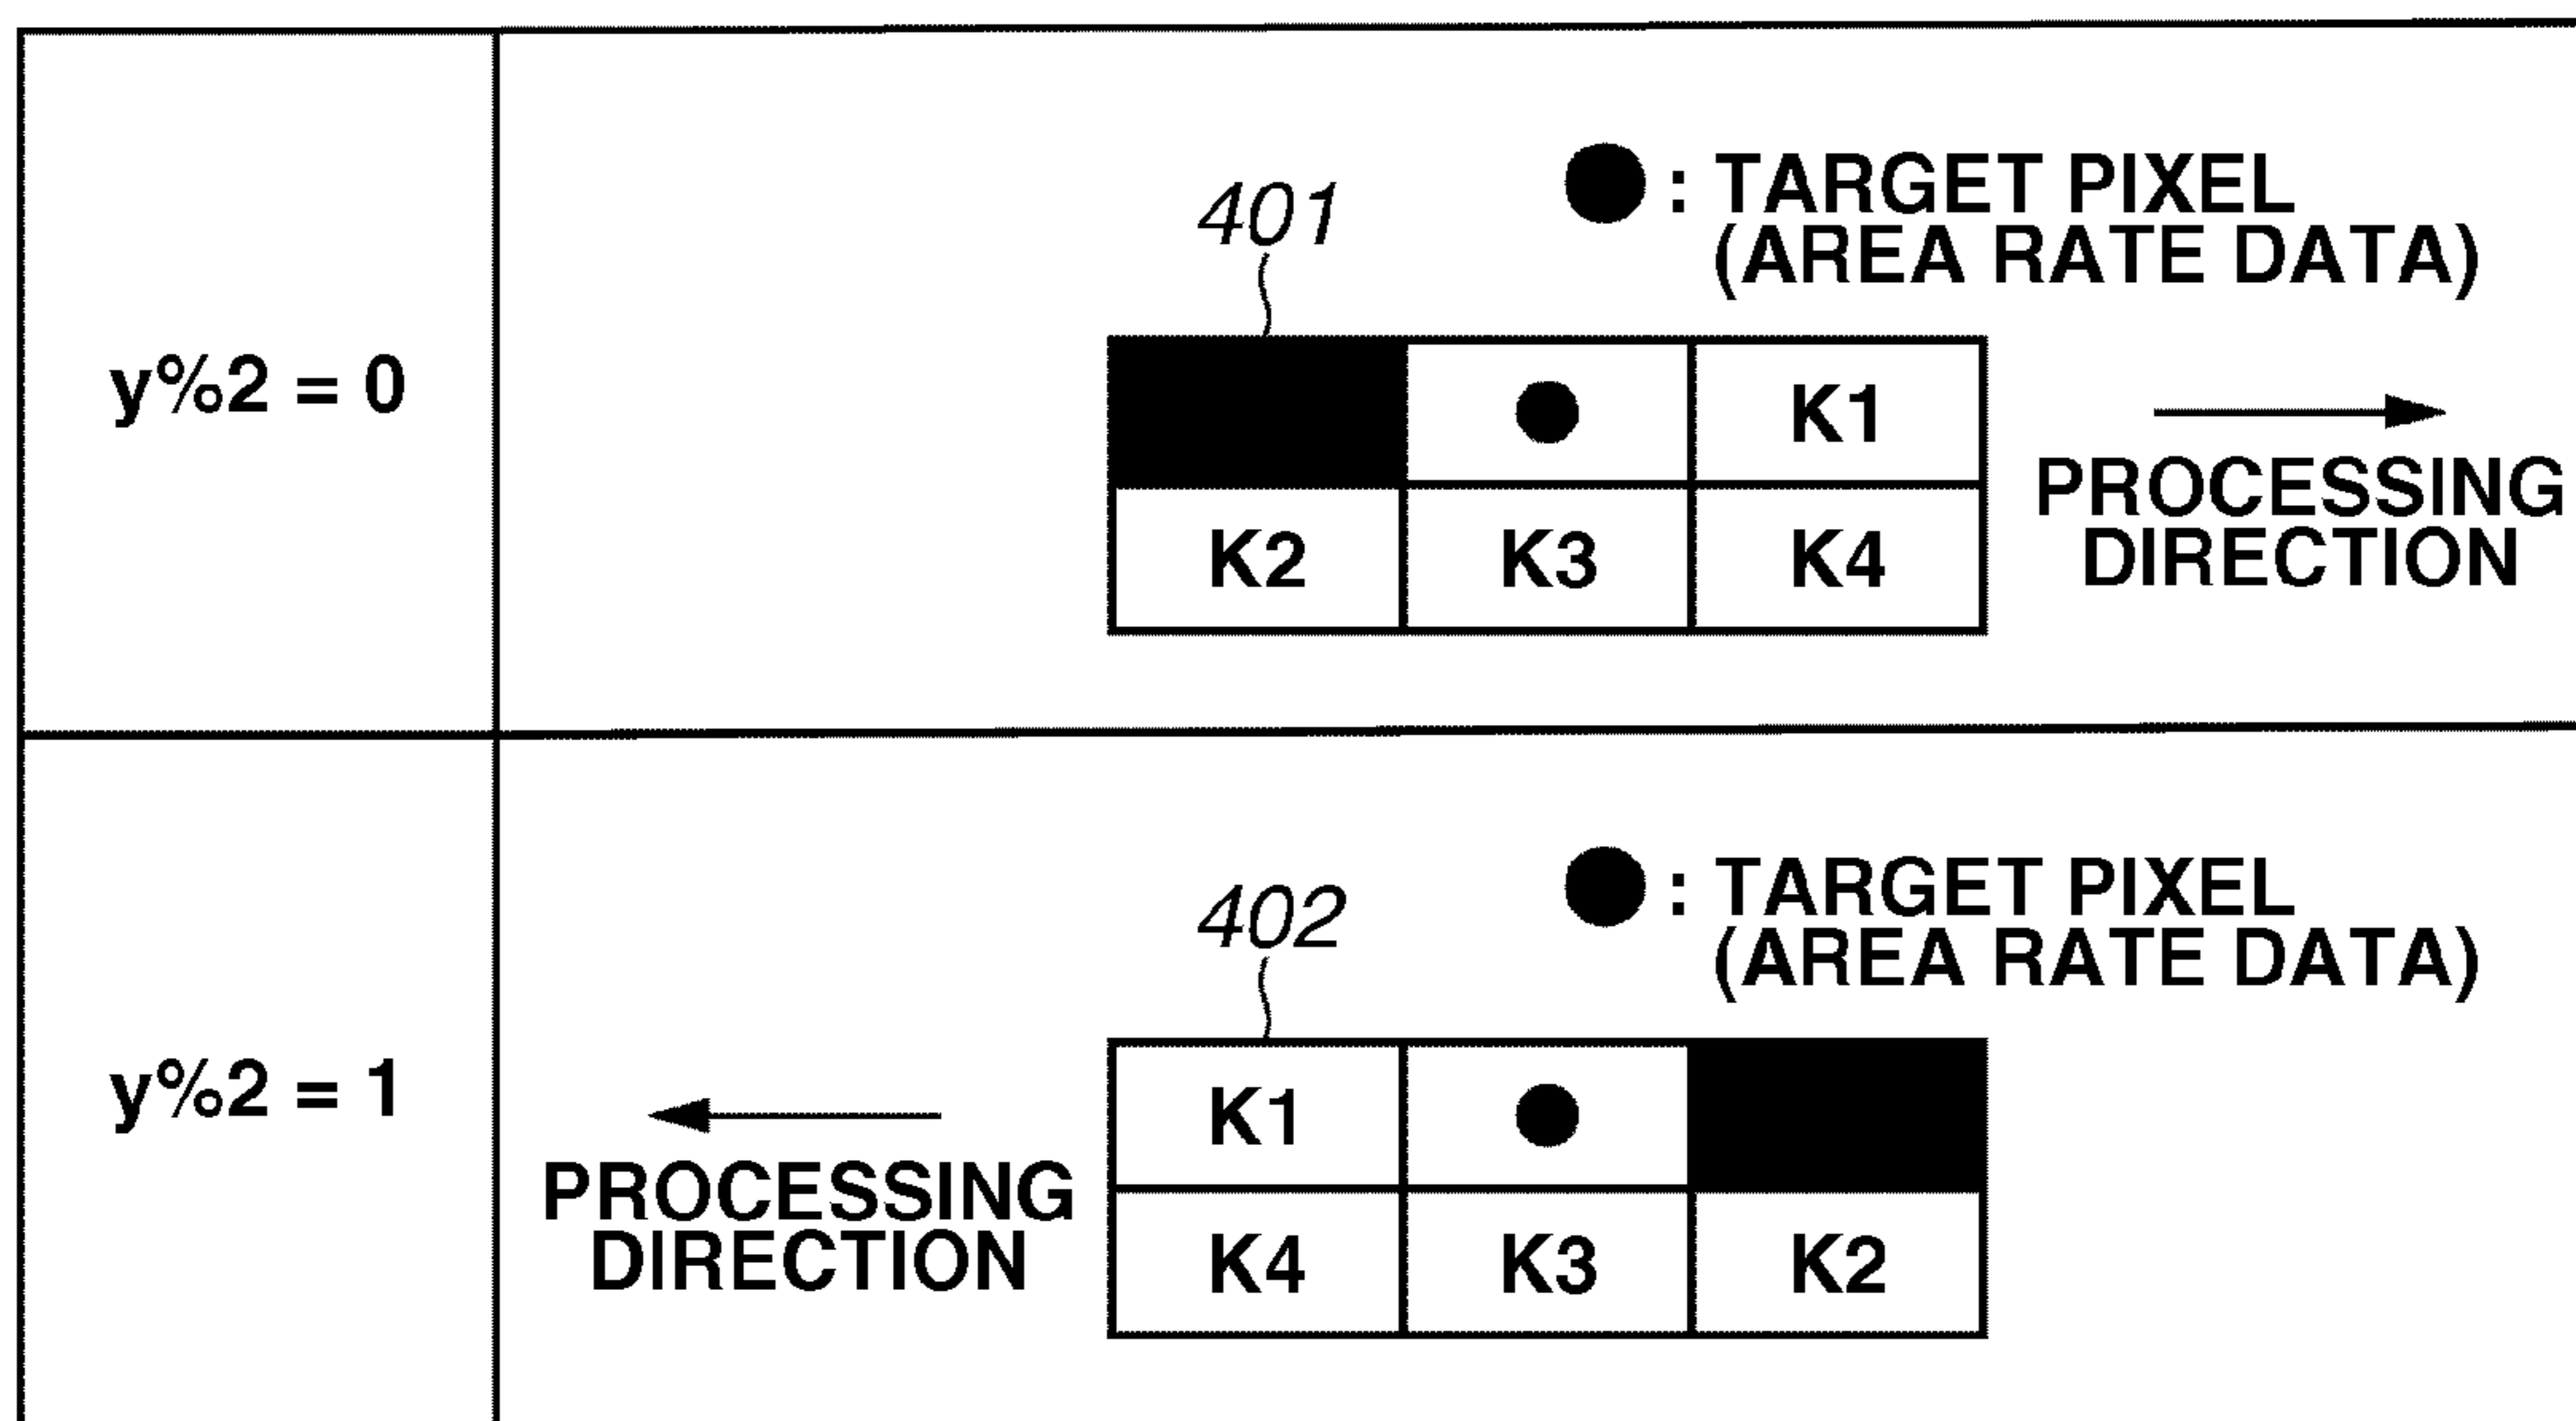 y%2 = 0
401
: TARGET PIXEL
(AREA RATE DATA)
K1
K2 K3 K4
PROCESSING
DIRECTION
y%2 = 1
402
: TARGET PIXEL
(AREA RATE DATA)
PROCESSING
DIRECTION
K1
K4 K3 K2